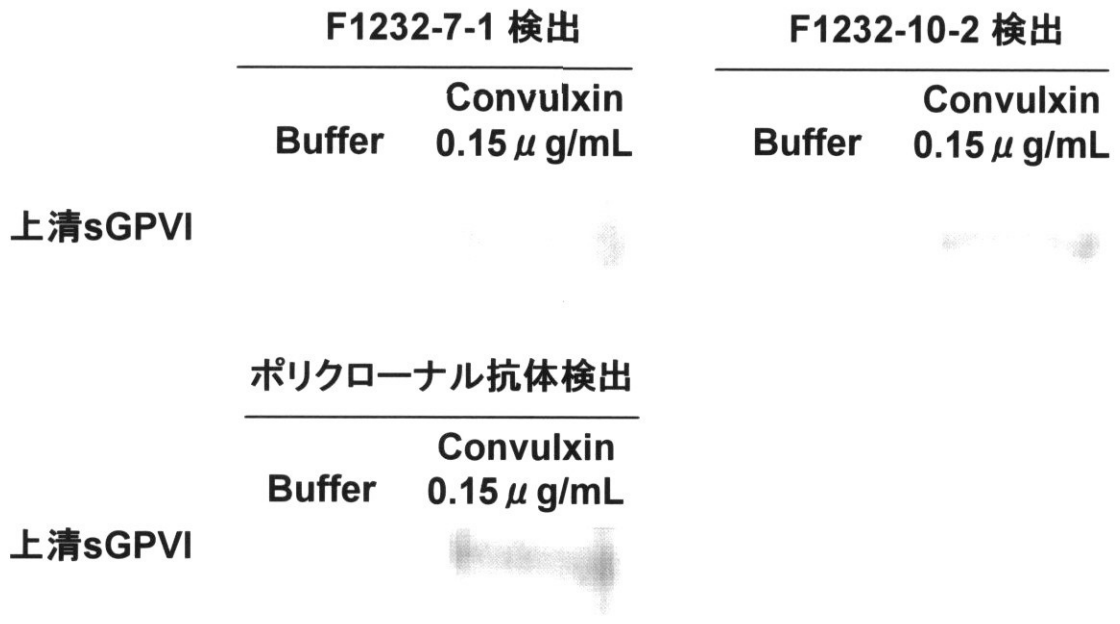 F1232-7-1 検出
F1232-10-2 検出
Convulxin
Buffer 0.15 μ g/mL
Convulxin
Buffer 0.15 μ g/mL
上清sGPVI
ポリクローナル抗体検出
Convulxin
Buffer 0.15 μ g/mL
上清sGPVI